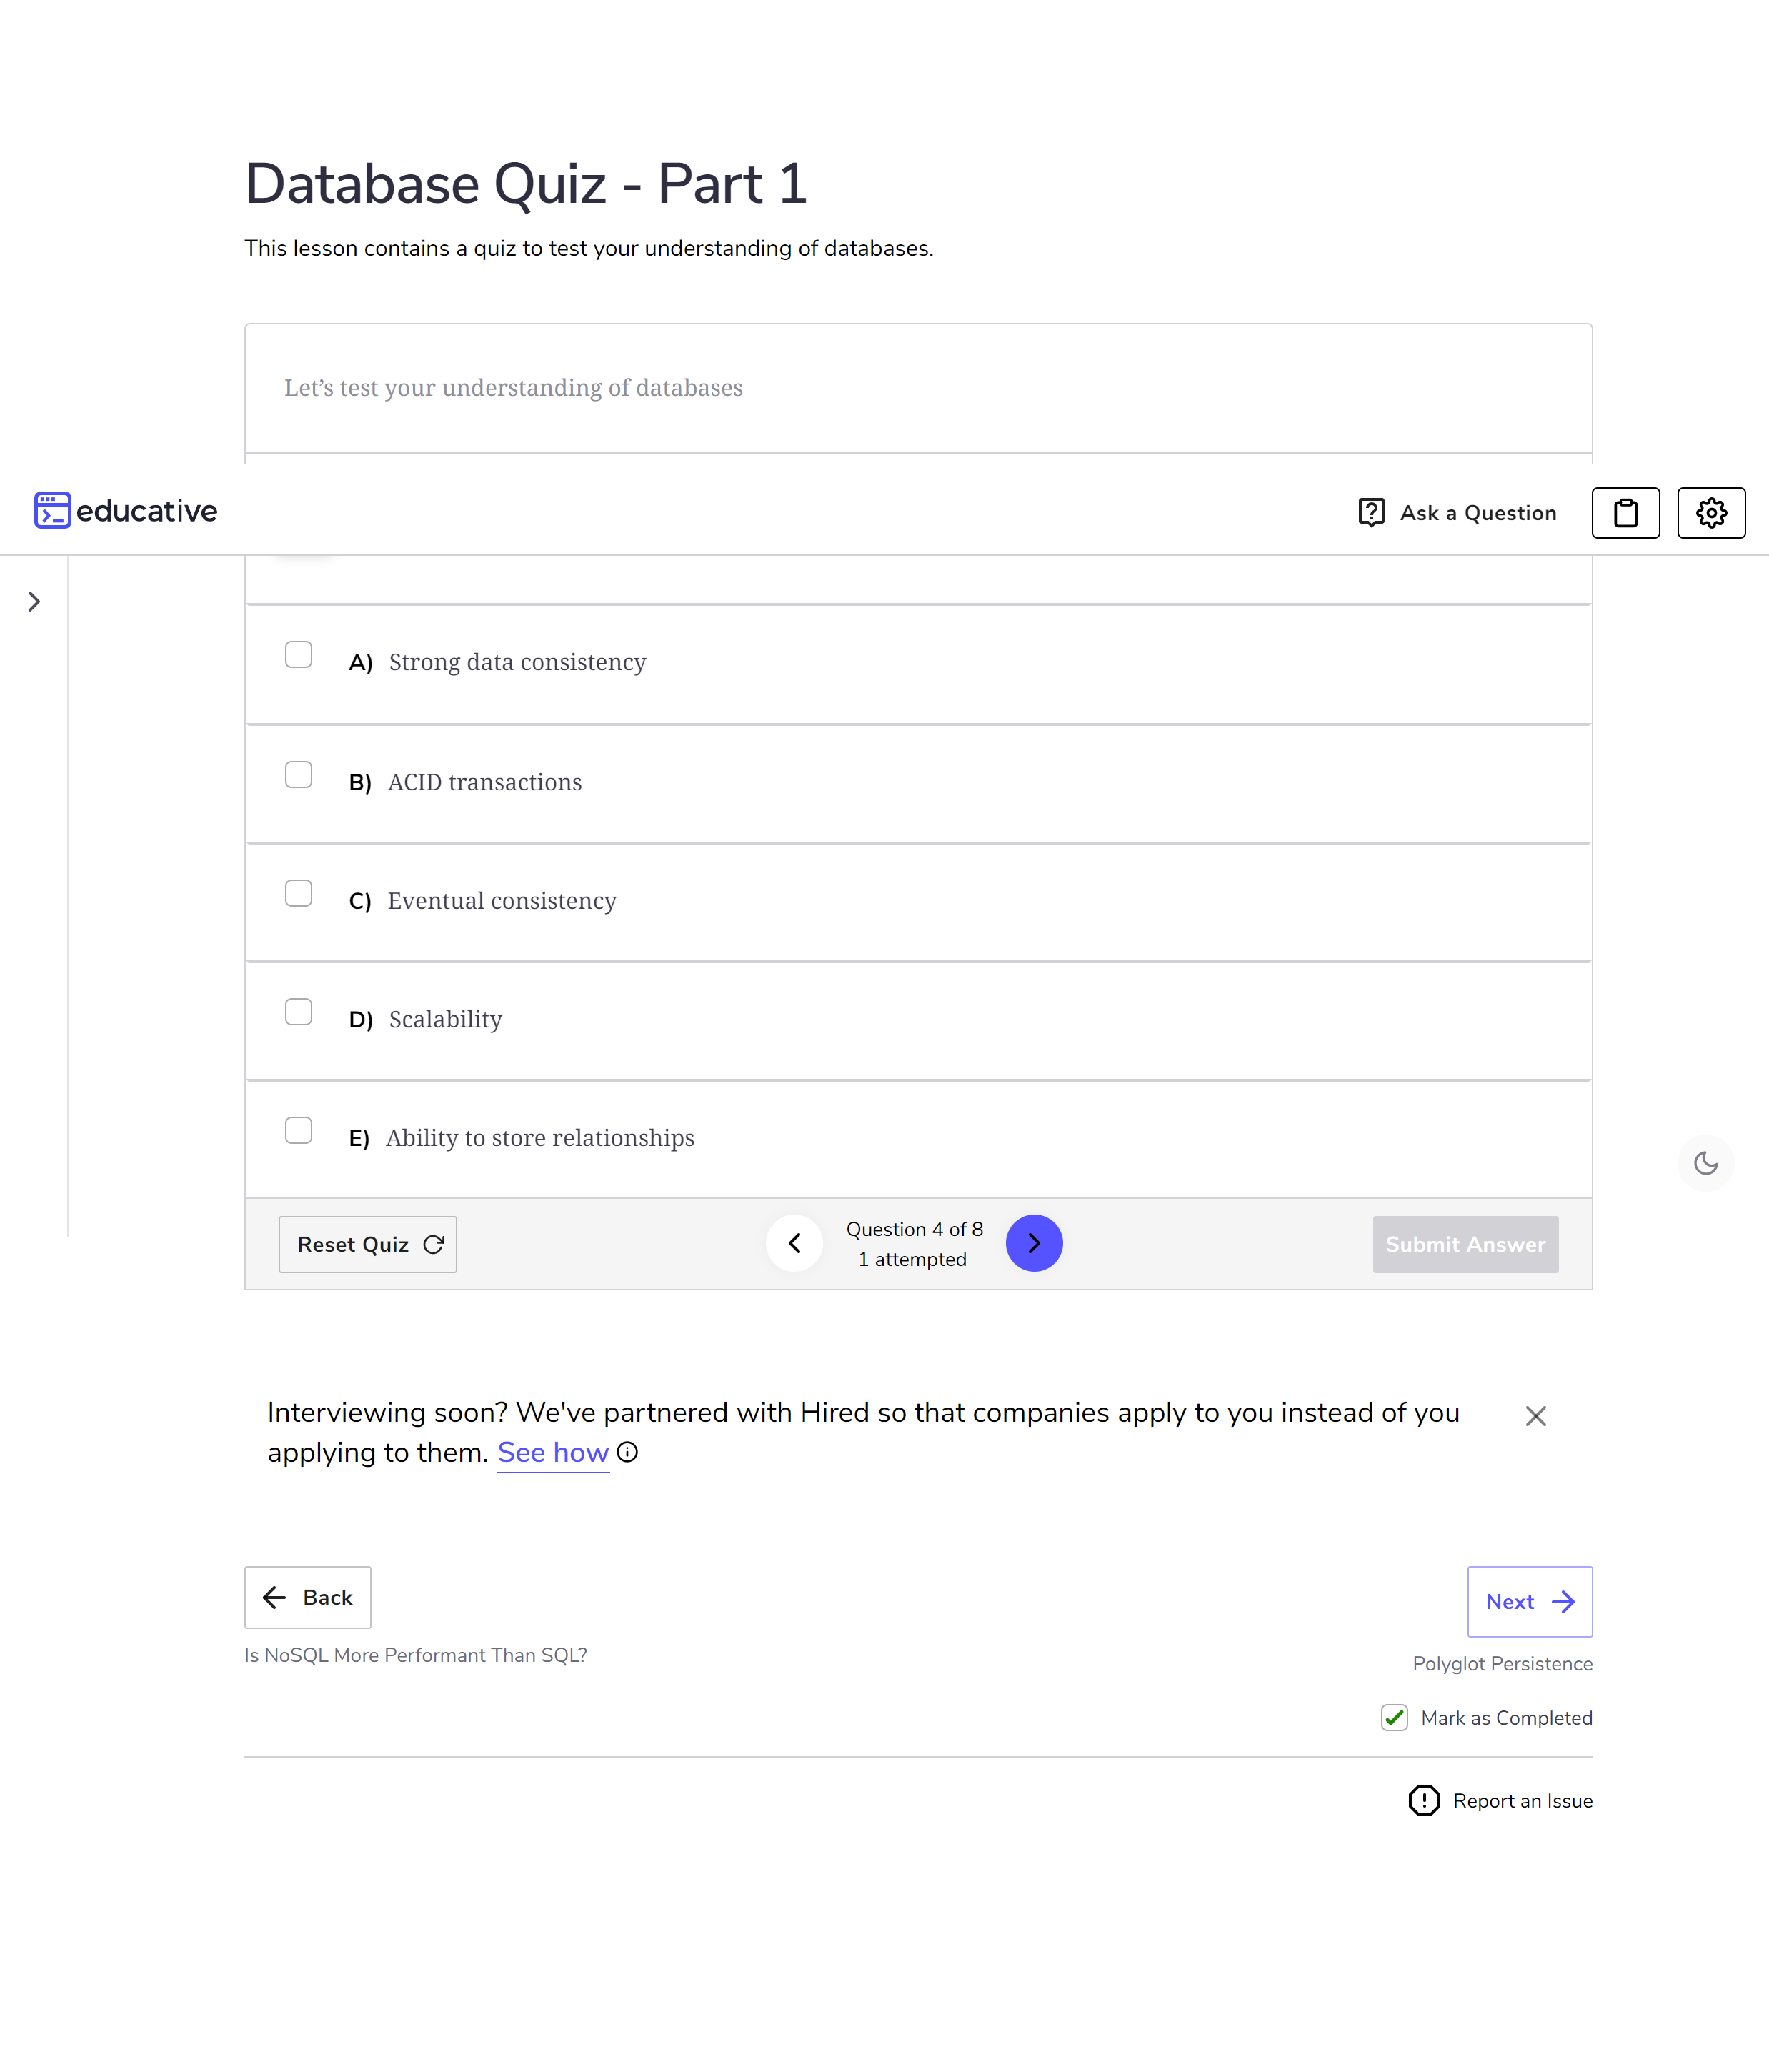 Database Quiz - Part 1
This lesson contains a quiz to test your understanding of databases.
Let’s test your understanding of databases
educative
Ask a Question
A) Strong data consistency
B) ACID transactions
C) Eventual consistency
D) Scalability
E) Ability to store relationships
Reset Quiz
Question 4 of 8
1 attempted
Submit Answer
Interviewing soon? We've partnered with Hired so that companies apply to you instead of you
applying to them. See how
Back
Next
Is NoSQL More Performant Than SQL?
Polyglot Persistence
Mark as Completed
Report an Issue